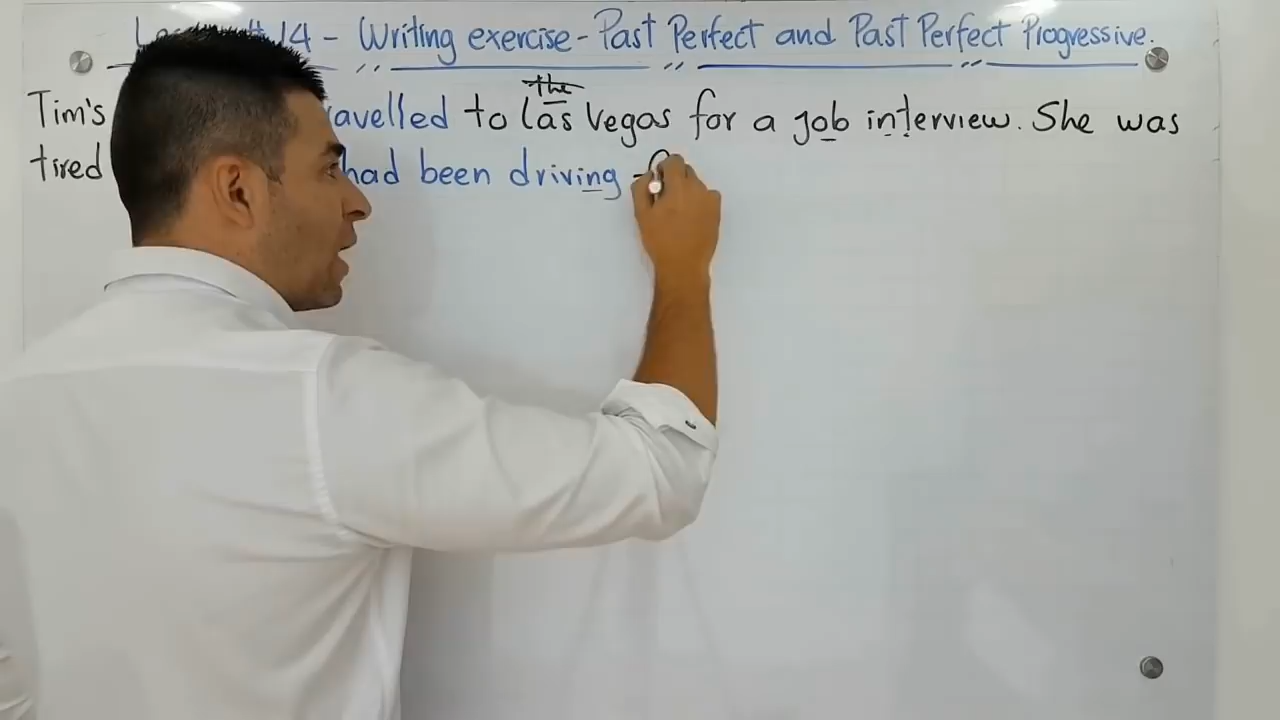 # 14 - Writing exercise - Past Perfect and Past Perfect Progressive.
the
Tim's avelled to las Vegas for a job interview. She was
tired had been driving